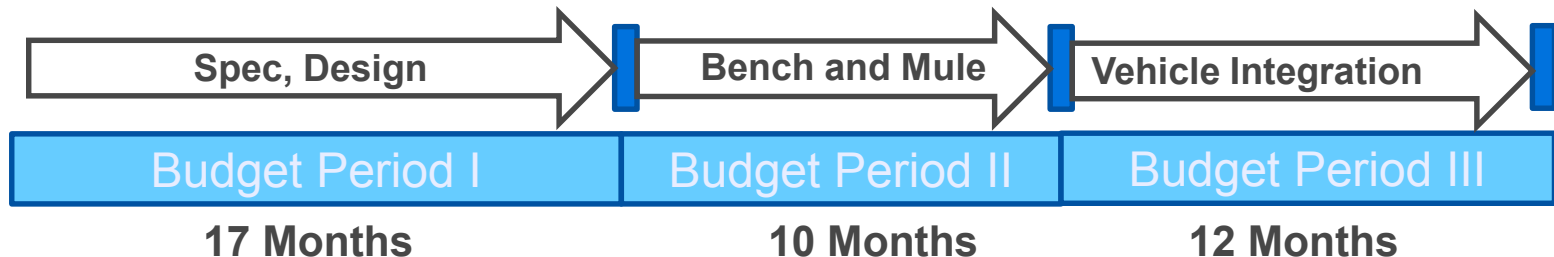 Spec, Design
Bench and Mule
Vehicle Integration
Budget Period I
Budget Period II
Budget Period III
17 Months
10 Months
12 Months